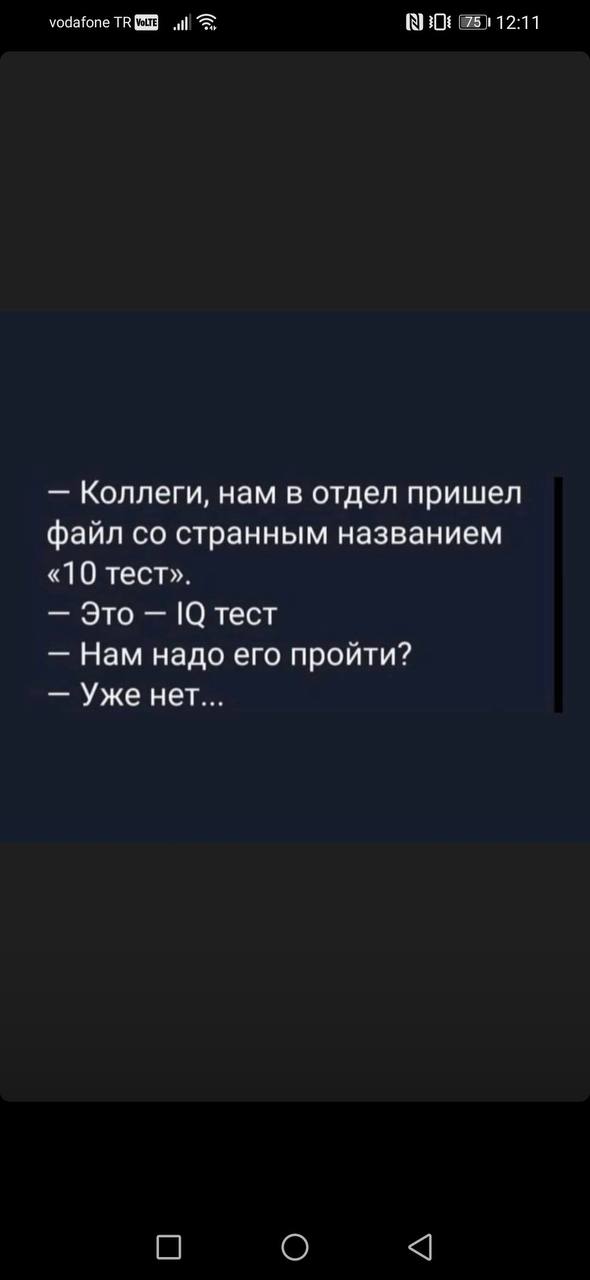 vodafone TR VoLTE 75 12:11
— Коллеги, нам в отдел пришел
файл со странным названием
«10 тест».
— Это — IQ тест
— Нам надо его пройти?
— Уже нет...